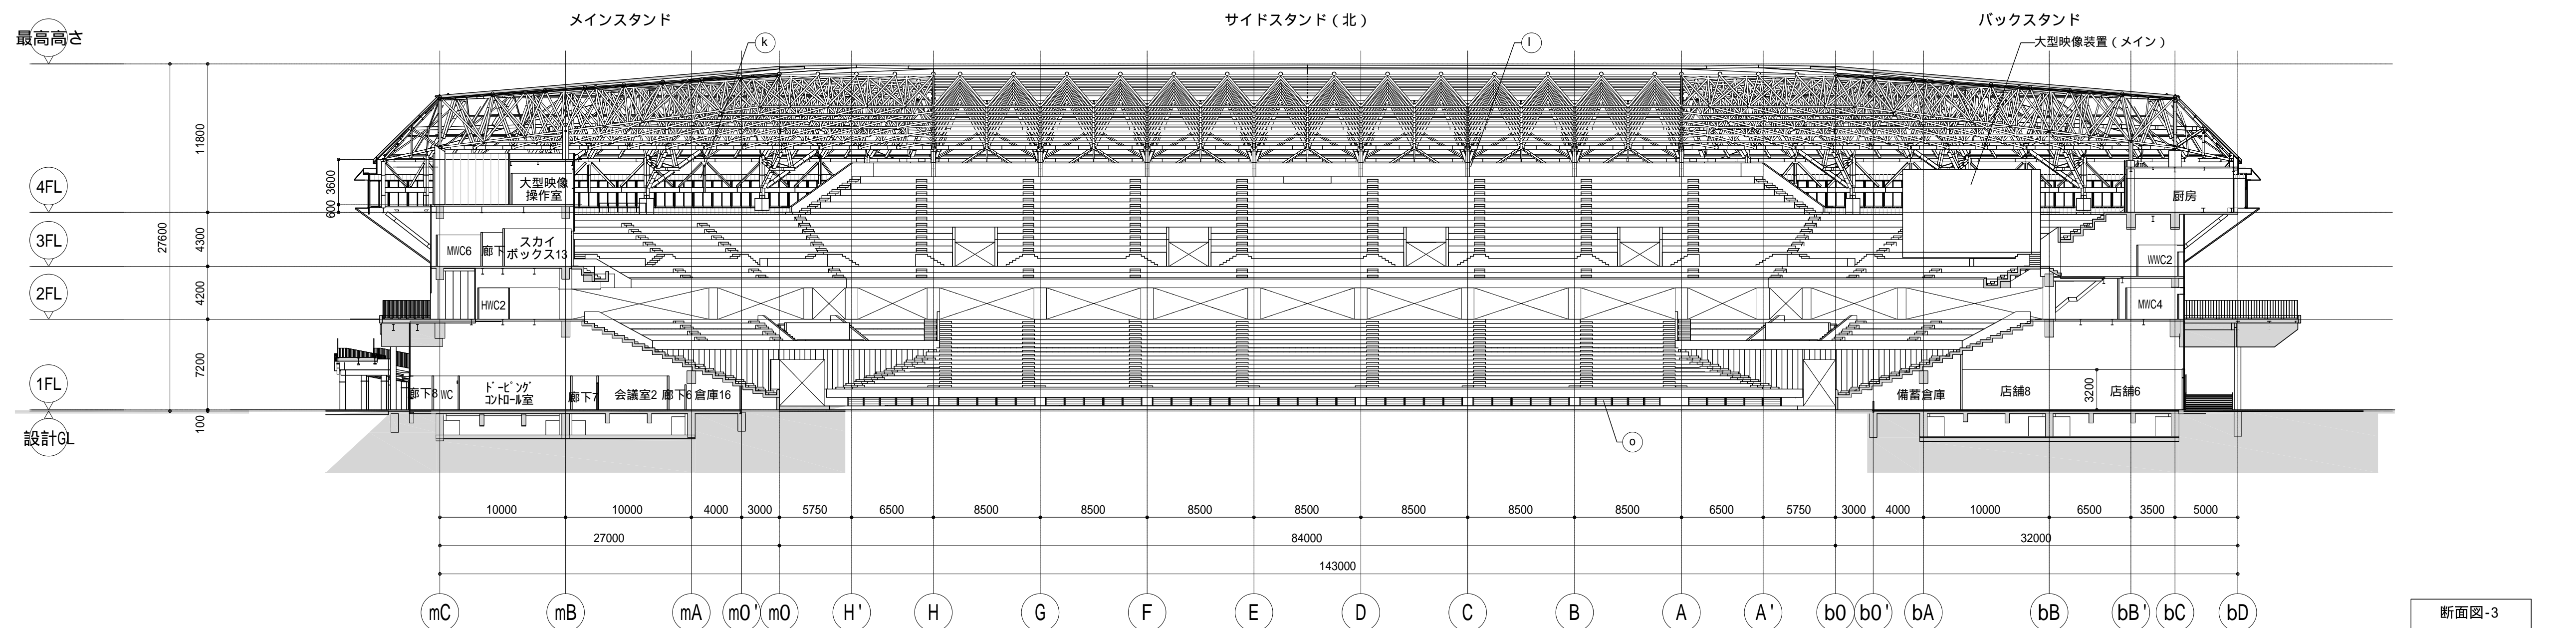 メインスタンド
サイドスタンド（北）
バックスタンド
最高高さ
k
l
大型映像装置（メイン）
11800
27600
3600
600
4FL
大型映像
操作室
厨房
4300
3FL
MWC6
廊下
スカイ
ボックス13
WWC2
4200
2FL
HWC2
MWC4
7200
1FL
廊下8
WC
ドーピング
コントロール室
廊下7
会議室2
廊下6
倉庫16
備蓄倉庫
店舗8
3200
店舗6
100
設計GL
o
10000 10000 4000 3000 5750 6500 8500 8500 8500 8500 8500 8500 8500 6500 5750 3000 4000 10000 6500 3500 5000
27000 84000 32000
143000
mC mB mA m0' m0 H' H G F E D C B A A' b0 b0' bA bB bB' bC bD
断面図-3